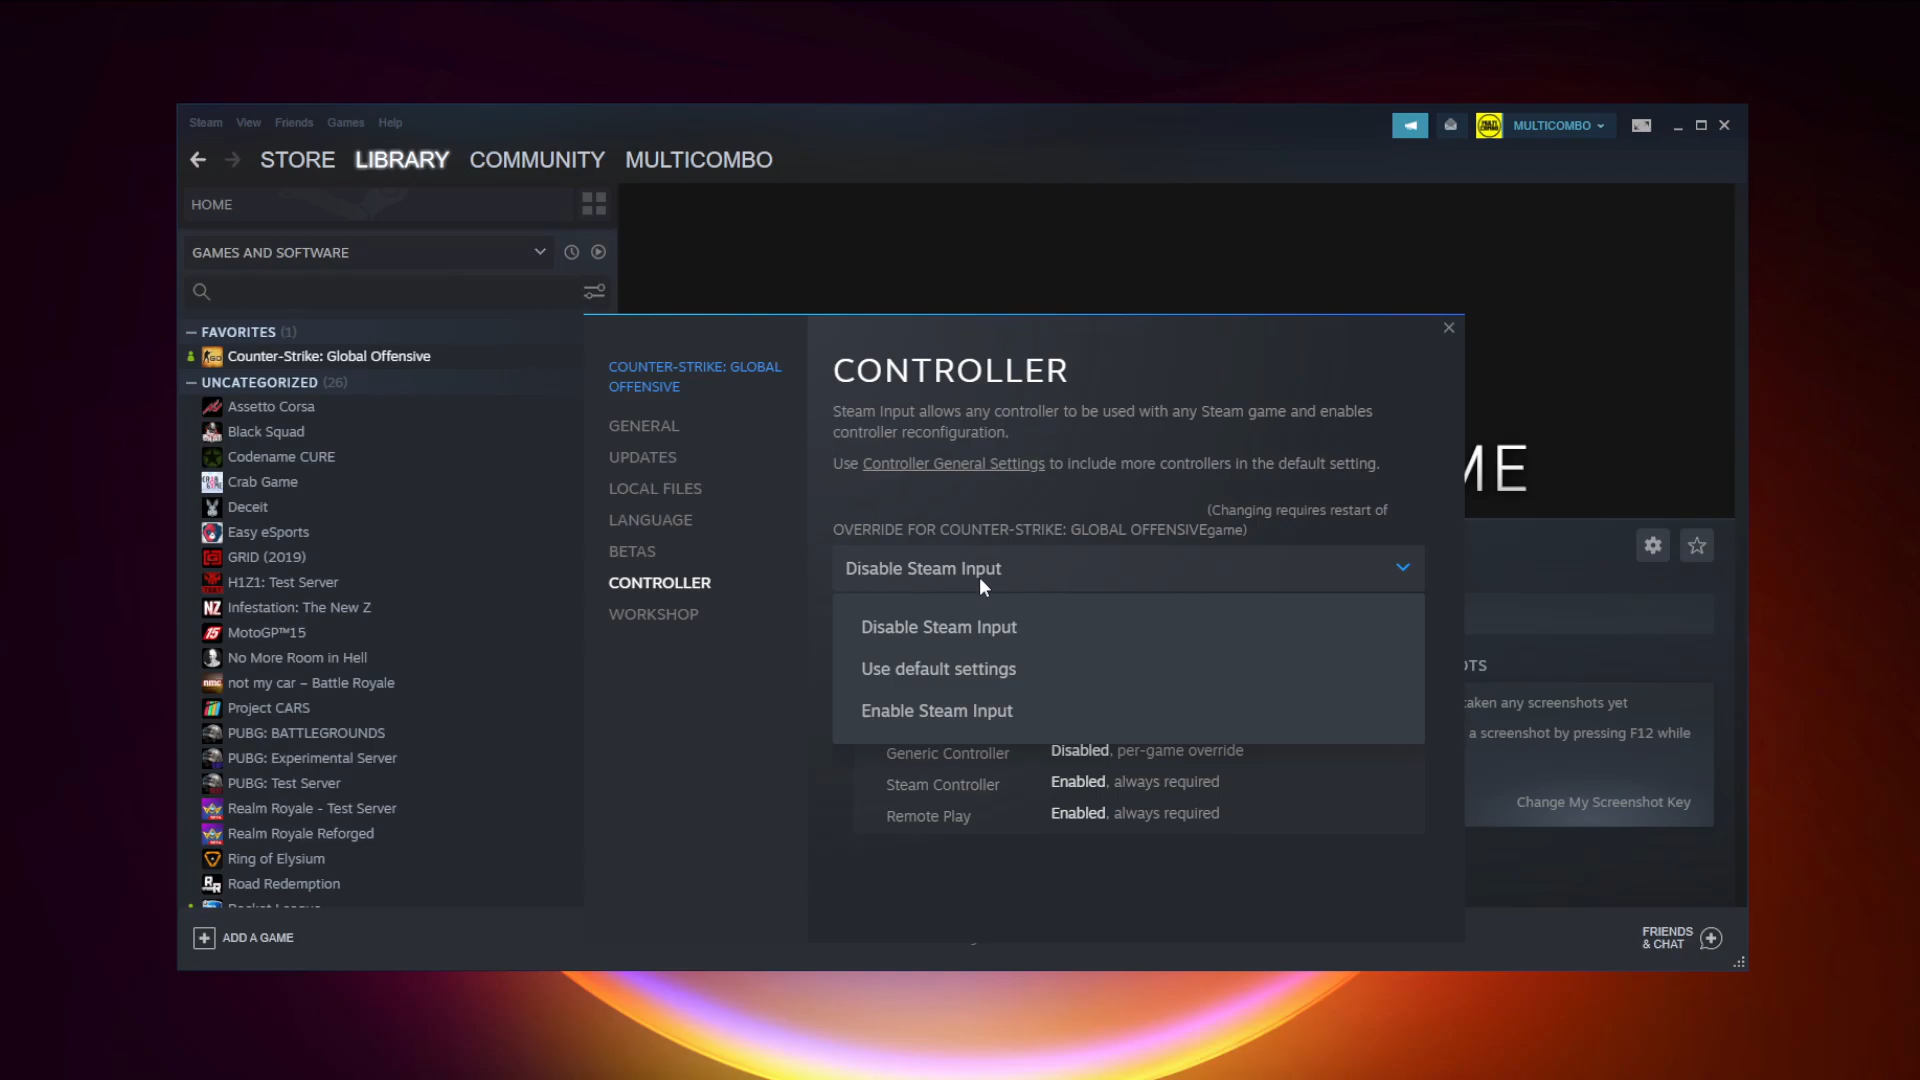 Steam View Friends Games Help
MULTICOMBO
STORE LIBRARY COMMUNITY MULTICOMBO
HOME
GAMES AND SOFTWARE
FAVORITES (1)
Counter-Strike: Global Offensive
UNCATEGORIZED (26)
Assetto Corsa
Black Squad
Codename CURE
Crab Game
Deceit
Easy eSports
GRID (2019)
H1Z1: Test Server
Infestation: The New Z
MotoGP™15
No More Room in Hell
not my car – Battle Royale
Project CARS
PUBG: BATTLEGROUNDS
PUBG: Experimental Server
PUBG: Test Server
Realm Royale - Test Server
Realm Royale Reforged
Ring of Elysium
Road Redemption
ADD A GAME
COUNTER-STRIKE: GLOBAL
OFFENSIVE
GENERAL
UPDATES
LOCAL FILES
LANGUAGE
BETAS
CONTROLLER
WORKSHOP
CONTROLLER
Steam Input allows any controller to be used with any Steam game and enables
controller reconfiguration.
Use Controller General Settings to include more controllers in the default setting.
(Changing requires restart of
OVERRIDE FOR COUNTER-STRIKE: GLOBAL OFFENSIVEgame)
Disable Steam Input
Disable Steam Input
Use default settings
Enable Steam Input
Generic Controller Disabled, per-game override
Steam Controller Enabled, always required
Remote Play Enabled, always required
ME
OTS
taken any screenshots yet
a screenshot by pressing F12 while
Change My Screenshot Key
FRIENDS
& CHAT